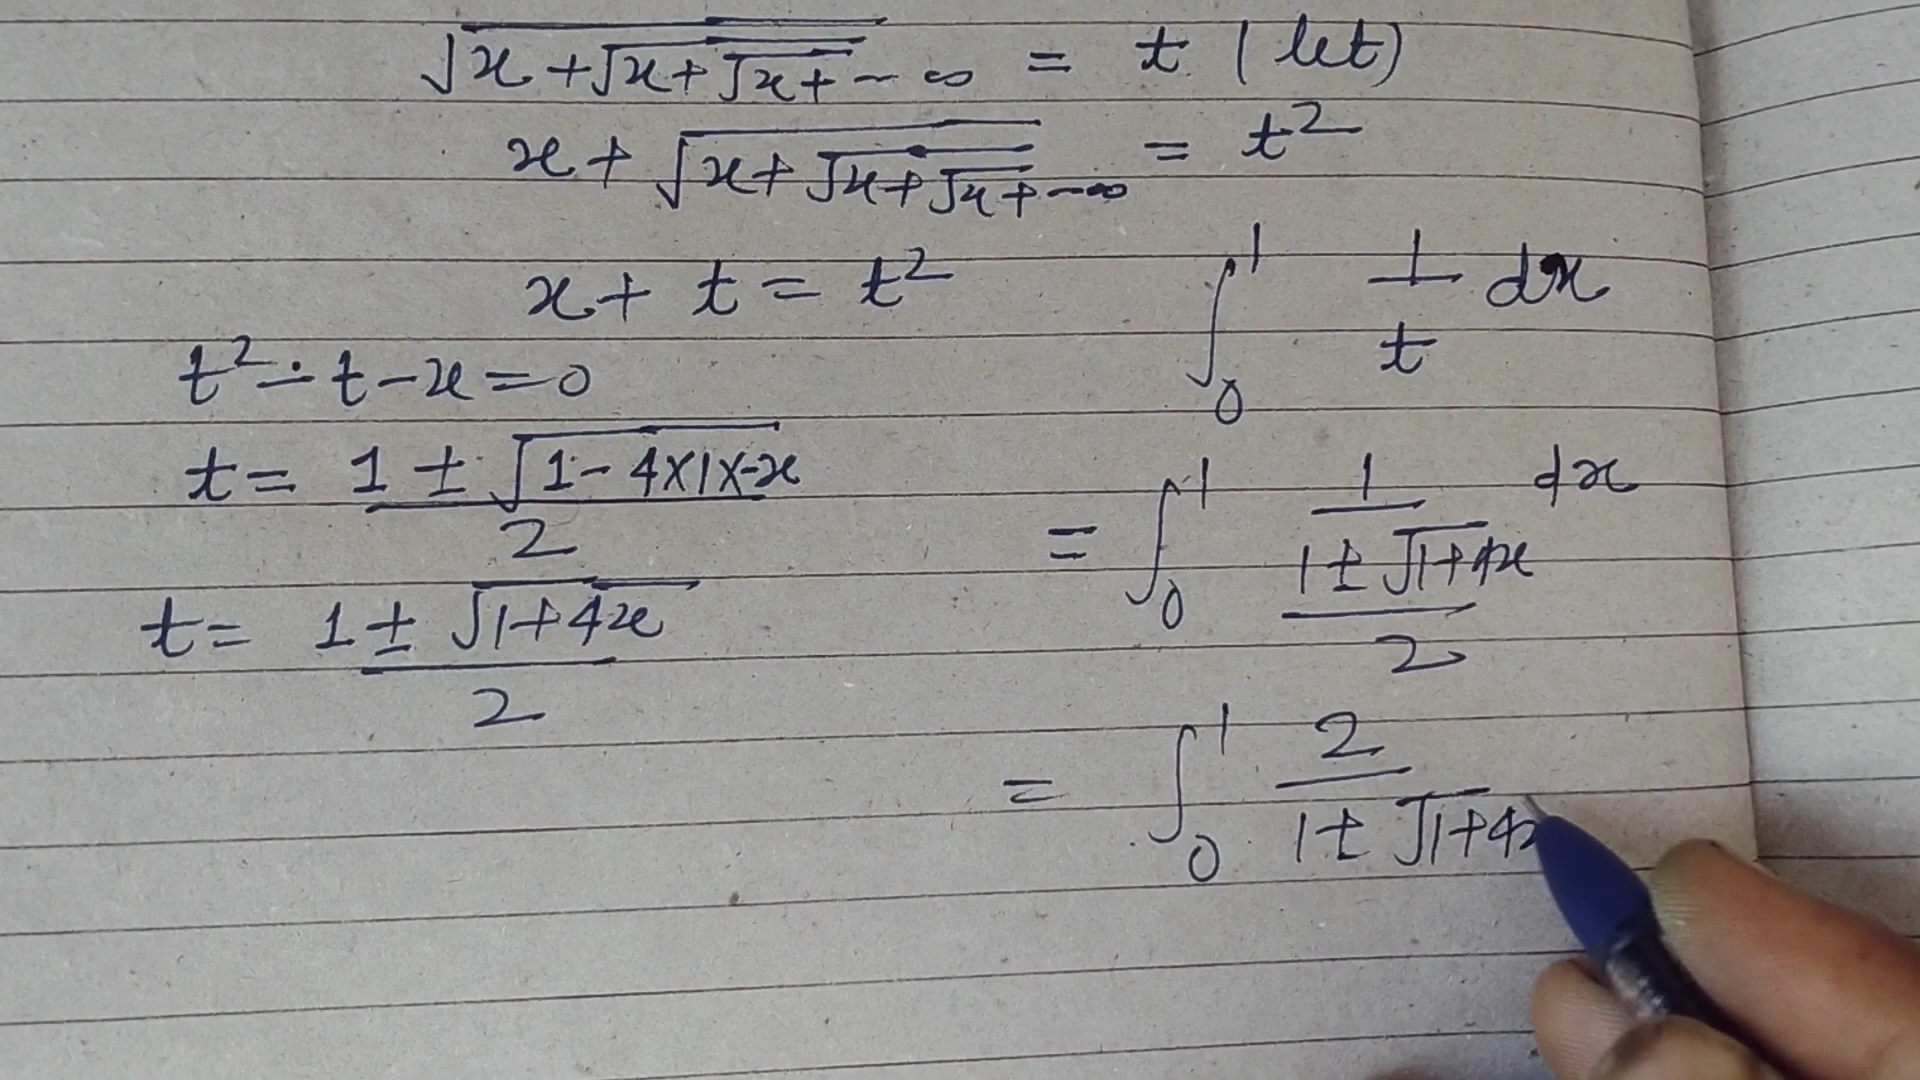 √x+√x+√x+--∞ = t (let)
x+√x+√x+√x+--∞ = t²
x+t=t²
∫₀¹ 1/t dx
t²-t-x=0
t= 1±√1-4×1×-x / 2
= ∫₀¹ 1 / (1±√1+4x / 2) dx
t= 1±√1+4x / 2
= ∫₀¹ 2 / 1±√1+4x